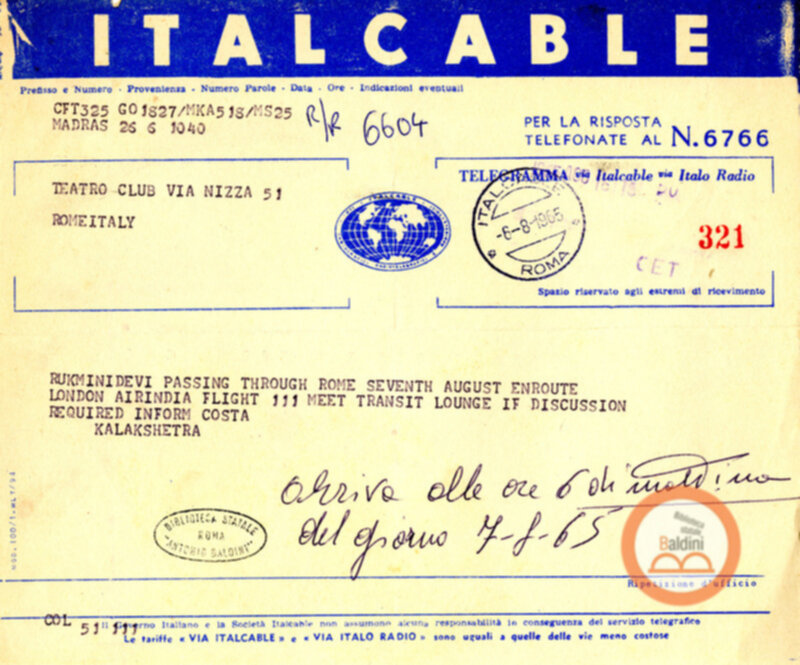 ITALCABLE
Prefisso e Numero - Provenienza - Numero Parole - Data - Ore - Indicazioni eventuali
CFT325 GO1827/MKA518/MS25
MADRAS 26 6 1040
R/R 6604
PER LA RISPOSTA
TELEFONATE AL N.6766
TEATRO CLUB VIA NIZZA 51
ROMEITALY
ITALCABLE
TELEGRAMMA via Italcable via Italo Radio
-6-8-1965
ROMA
321
CET
Spazio riservato agli estremi di ricevimento
RUKMINIDEVI PASSING THROUGH ROME SEVENTH AUGUST ENROUTE
LONDON AIRINDIA FLIGHT 111 MEET TRANSIT LOUNGE IF DISCUSSION
REQUIRED INFORM COSTA
KALAKSHETRA
arriva alle ore 6 di mattina
del giorno 7-8-65
BIBLIOTECA STATALE
ROMA
"ANTONIO BALDINI"
Biblioteca
statale
Baldini
Ripetizione d'ufficio
COL 51 111
Il Governo Italiano e la Società Italcable non assumono alcuna responsabilità in conseguenza del servizio telegrafico
Le tariffe « VIA ITALCABLE » e « VIA ITALO RADIO » sono uguali a quelle delle vie meno costose